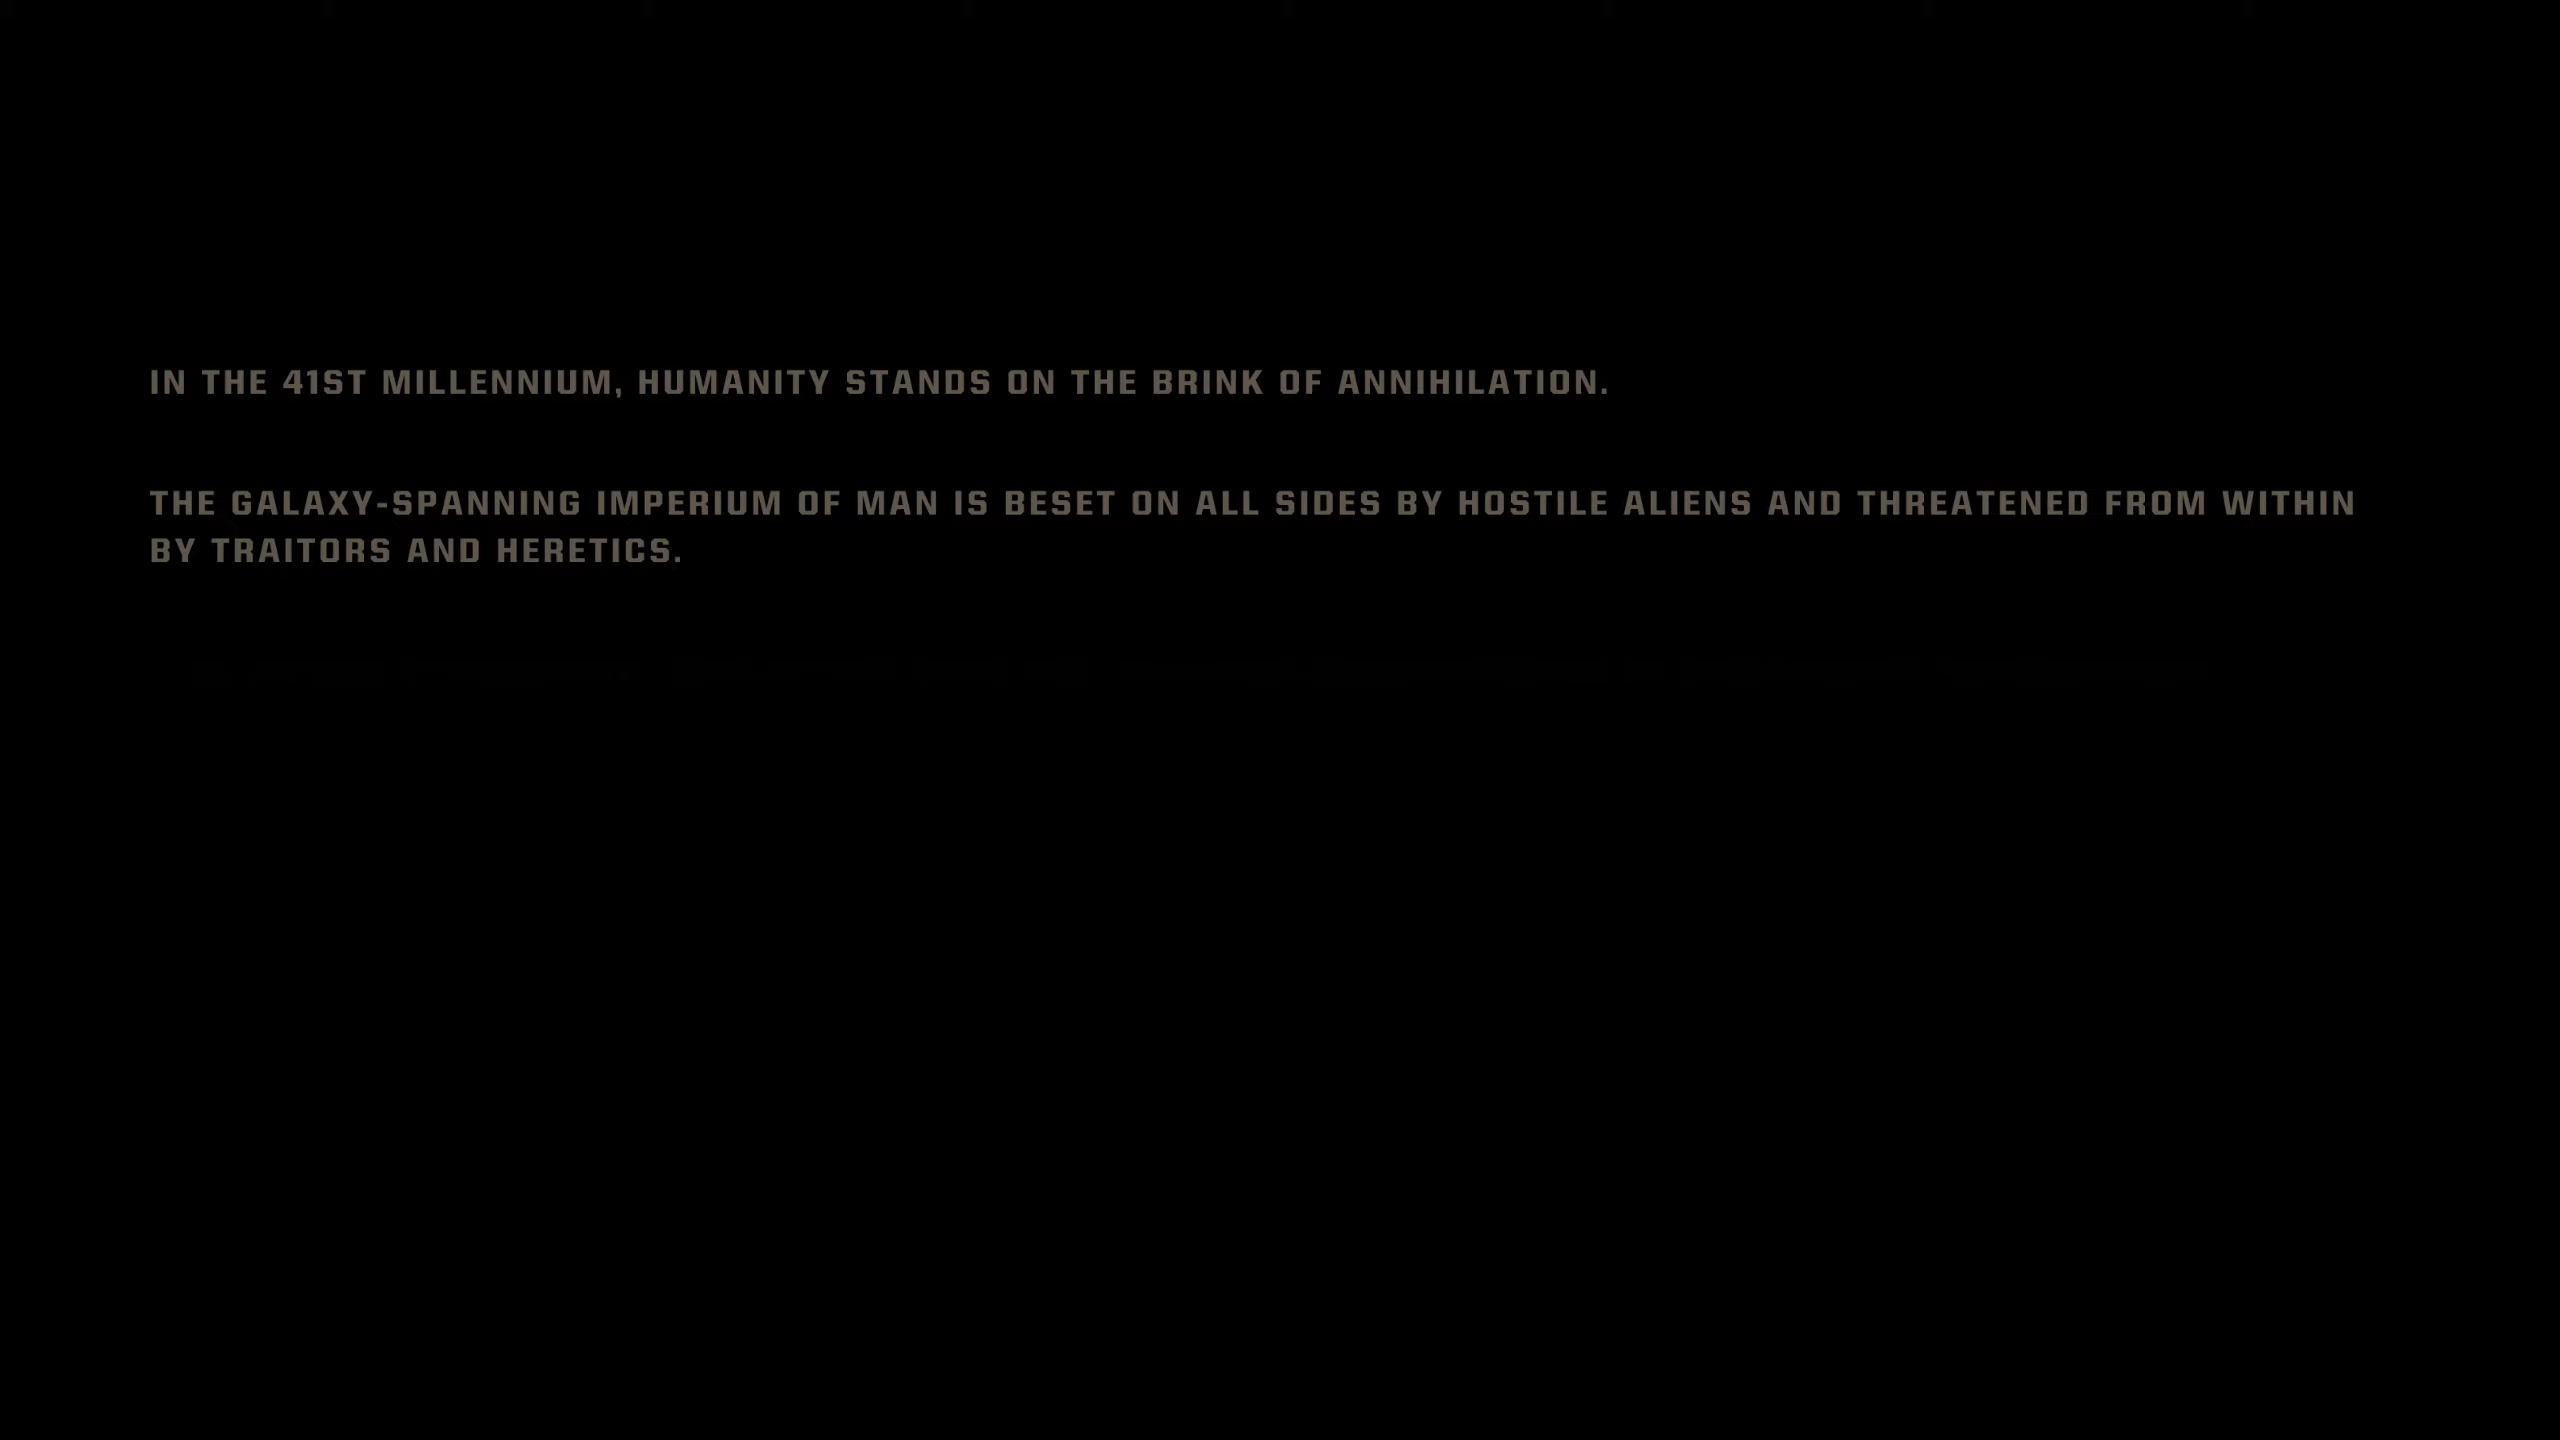 IN THE 41ST MILLENNIUM, HUMANITY STANDS ON THE BRINK OF ANNIHILATION.
THE GALAXY-SPANNING IMPERIUM OF MAN IS BESET ON ALL SIDES BY HOSTILE ALIENS AND THREATENED FROM WITHIN
BY TRAITORS AND HERETICS.